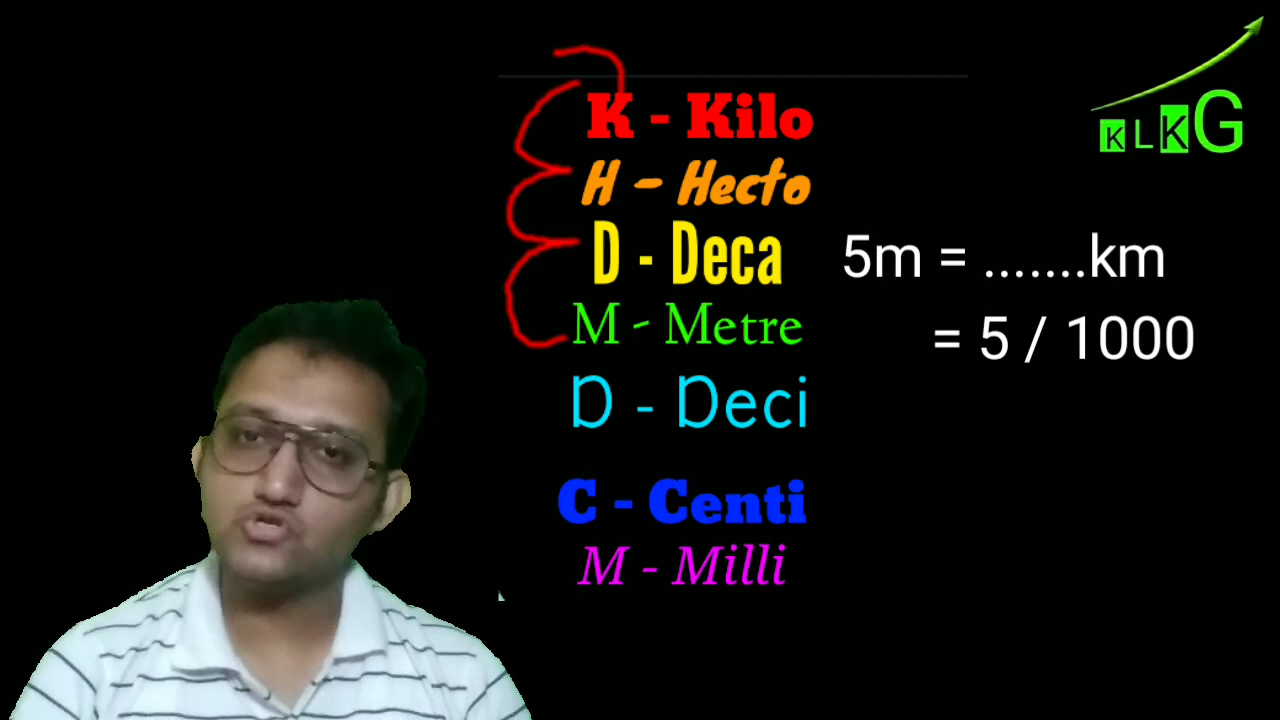 K - Kilo
H - Hecto
D - Deca
M - Metre
D - Deci
C - Centi
M - Milli
5m = .......km
= 5 / 1000
KLKG